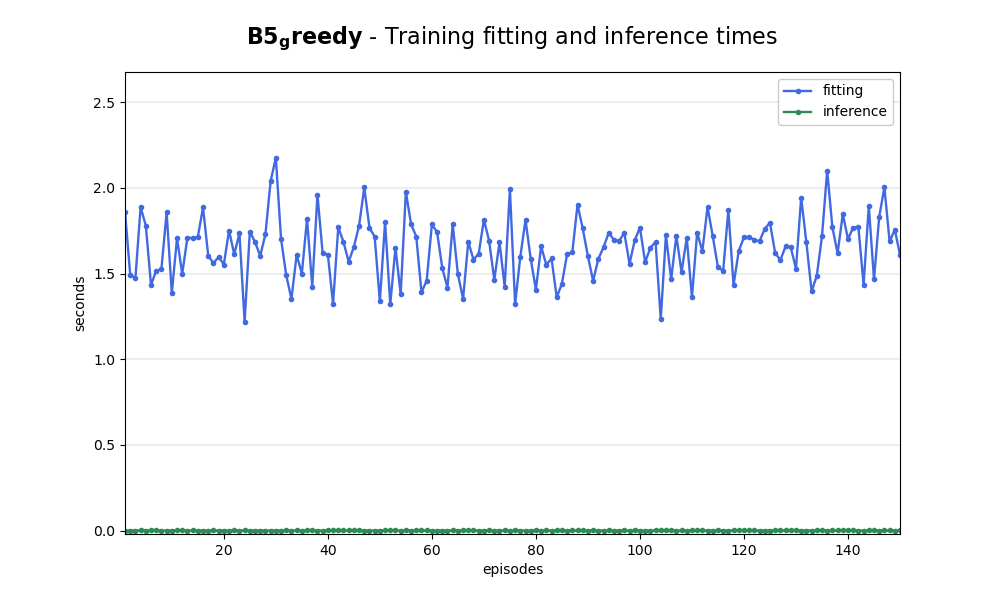 B5greedy - Training fitting and inference times
fitting
inference
2.5
2.0
1.5
1.0
0.5
0.0
seconds
20 40 60 80 100 120 140
episodes